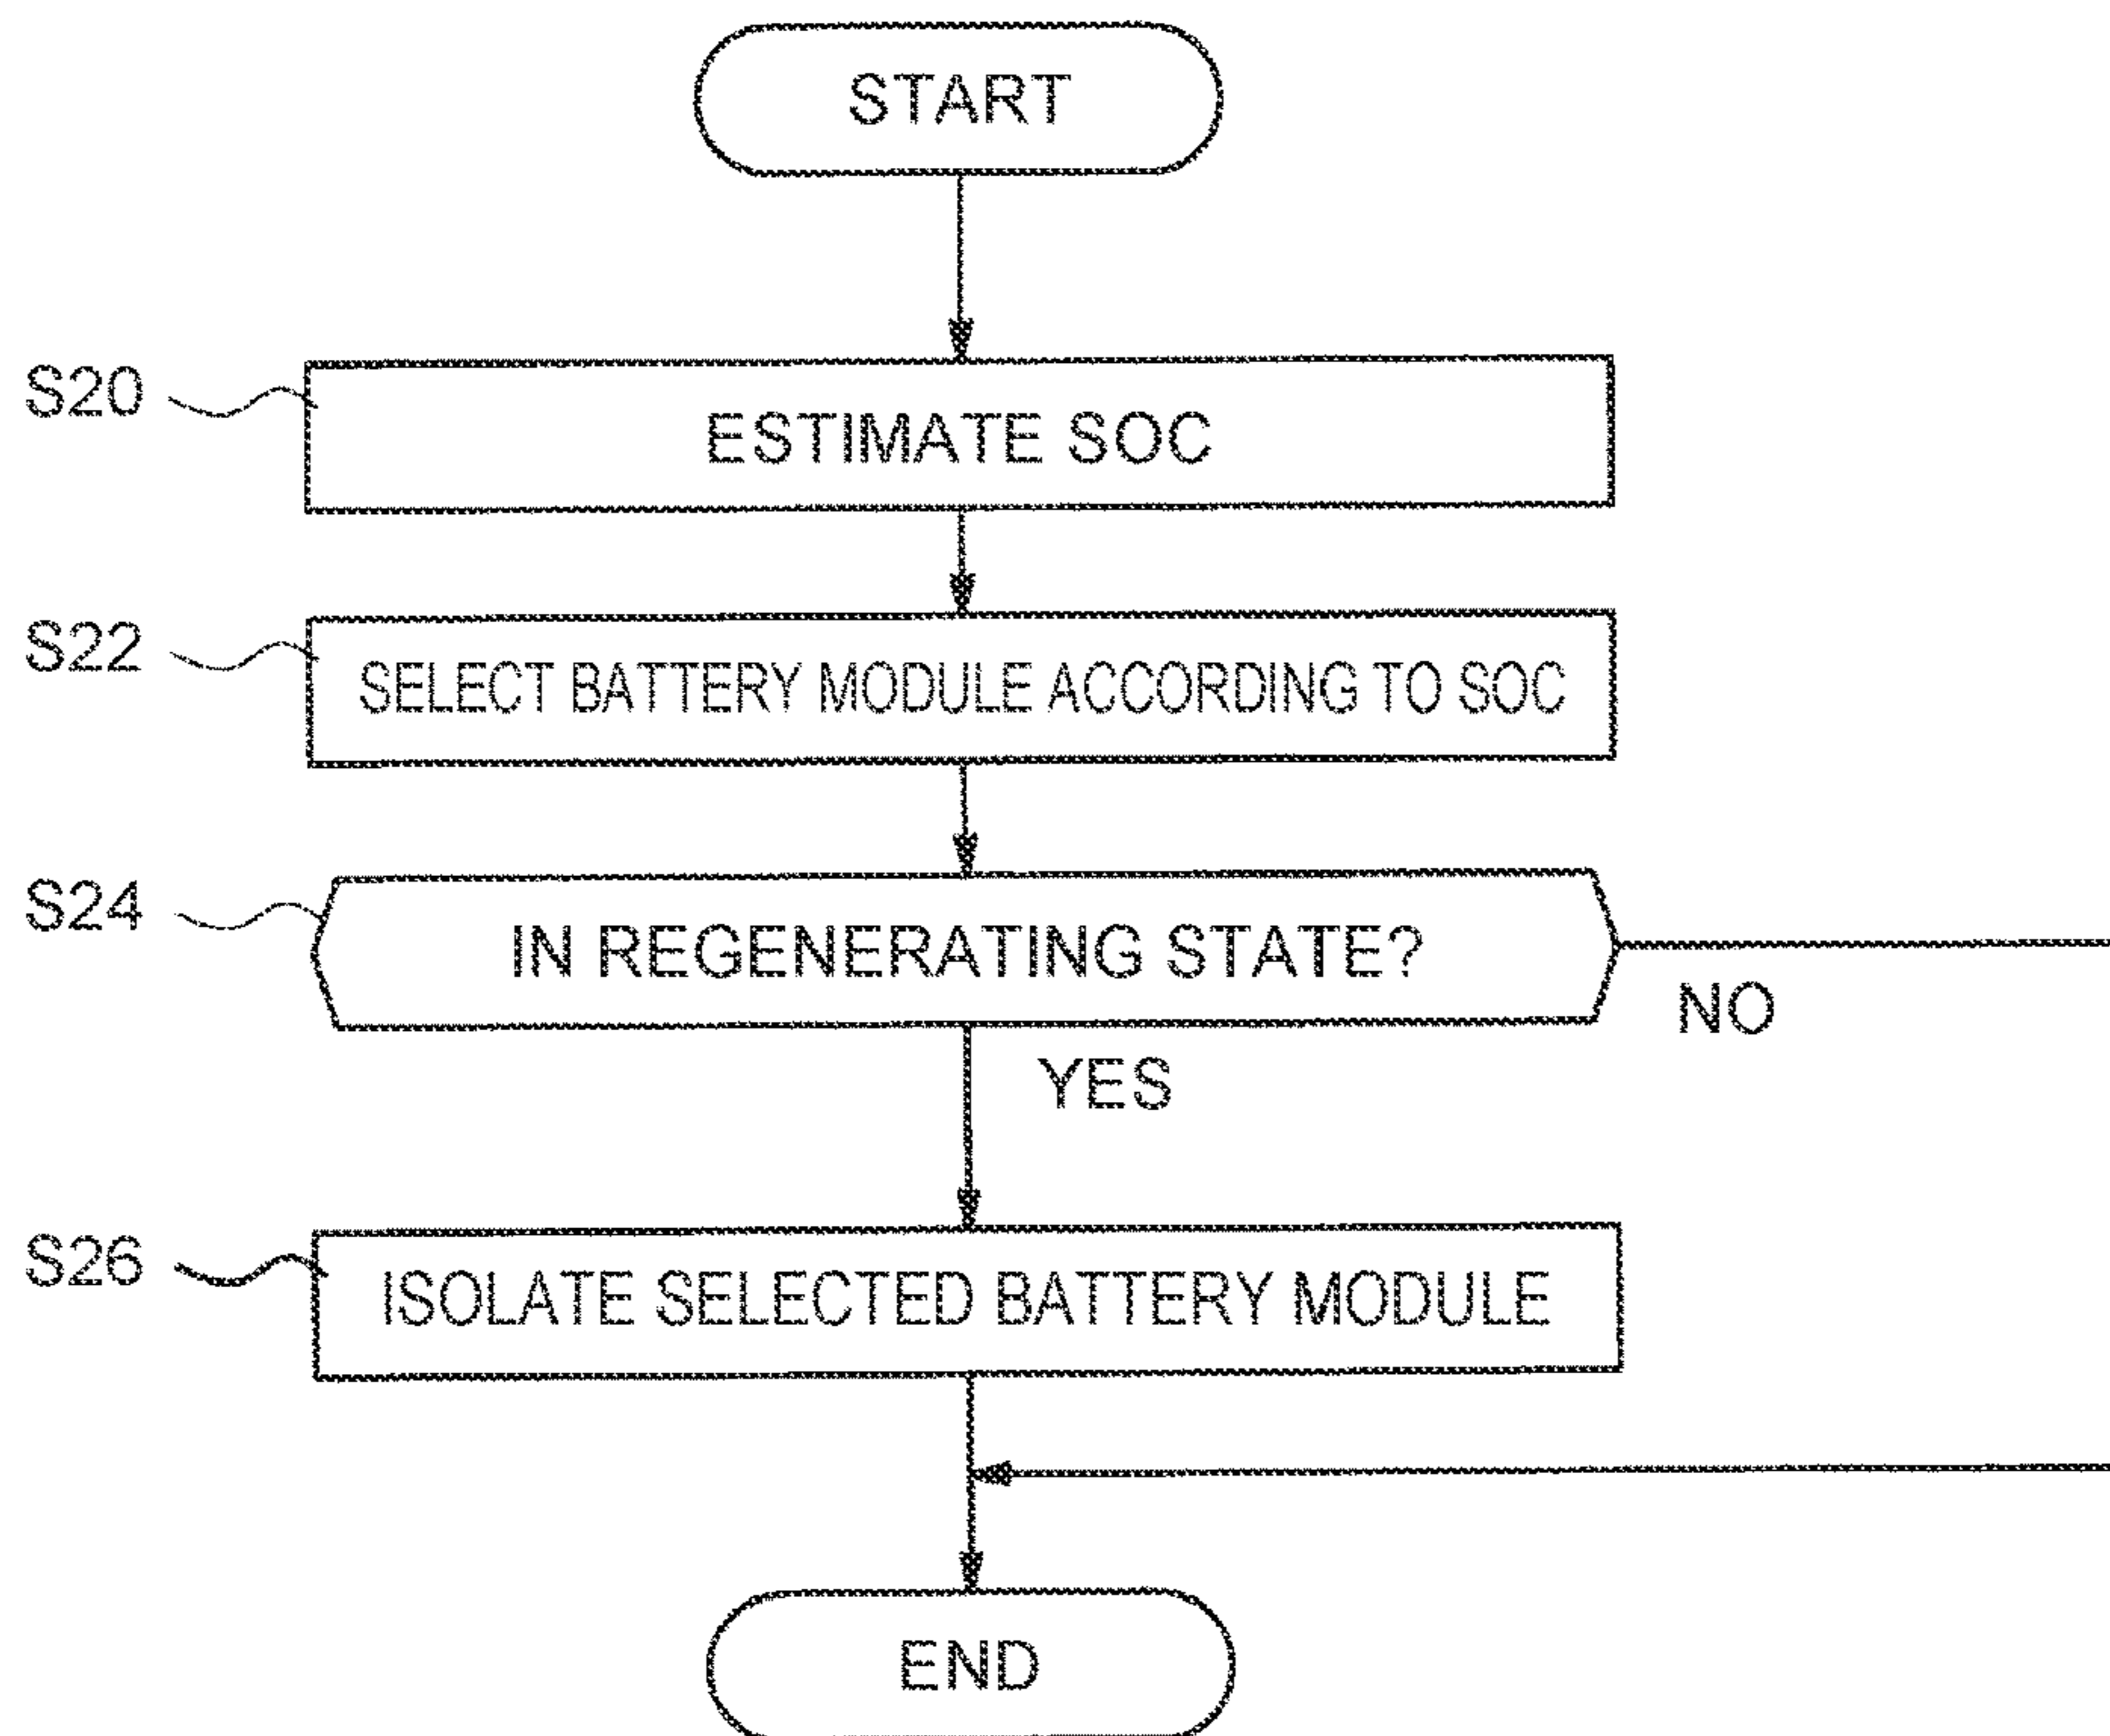 START
S20
ESTIMATE SOC
S22
SELECT BATTERY MODULE ACCORDING TO SOC
S24
IN REGENERATING STATE?
NO
YES
S26
ISOLATE SELECTED BATTERY MODULE
END